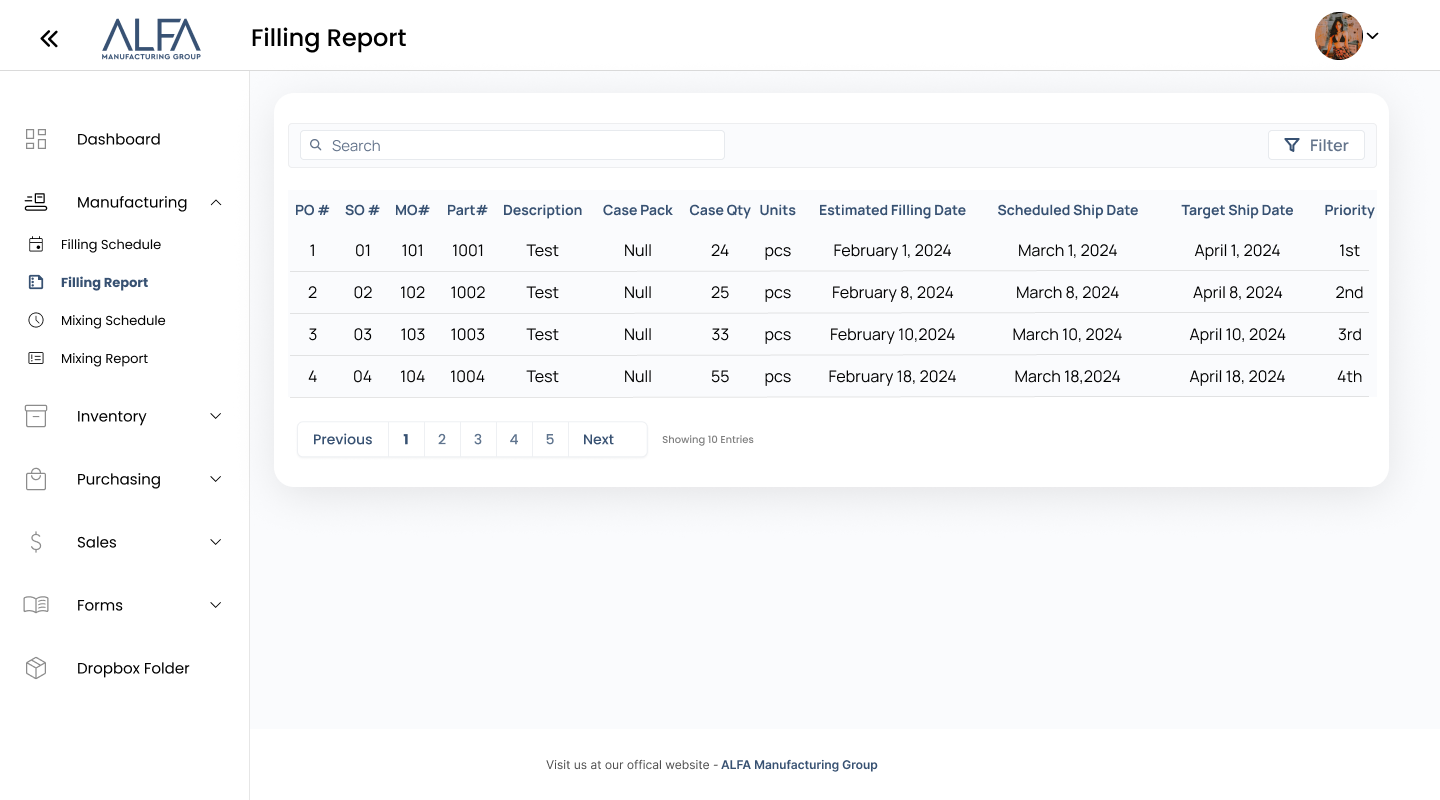 ALFA
MANUFACTURING GROUP
Filling Report
Dashboard
Manufacturing
Filling Schedule
Filling Report
Mixing Schedule
Mixing Report
Inventory
Purchasing
Sales
Forms
Dropbox Folder
Search
Filter
PO # SO # MO# Part# Description Case Pack Case Qty Units Estimated Filling Date Scheduled Ship Date Target Ship Date Priority
1 01 101 1001 Test Null 24 pcs February 1, 2024 March 1, 2024 April 1, 2024 1st
2 02 102 1002 Test Null 25 pcs February 8, 2024 March 8, 2024 April 8, 2024 2nd
3 03 103 1003 Test Null 33 pcs February 10,2024 March 10, 2024 April 10, 2024 3rd
4 04 104 1004 Test Null 55 pcs February 18, 2024 March 18,2024 April 18, 2024 4th
Previous 1 2 3 4 5 Next Showing 10 Entries
Visit us at our offical website - ALFA Manufacturing Group